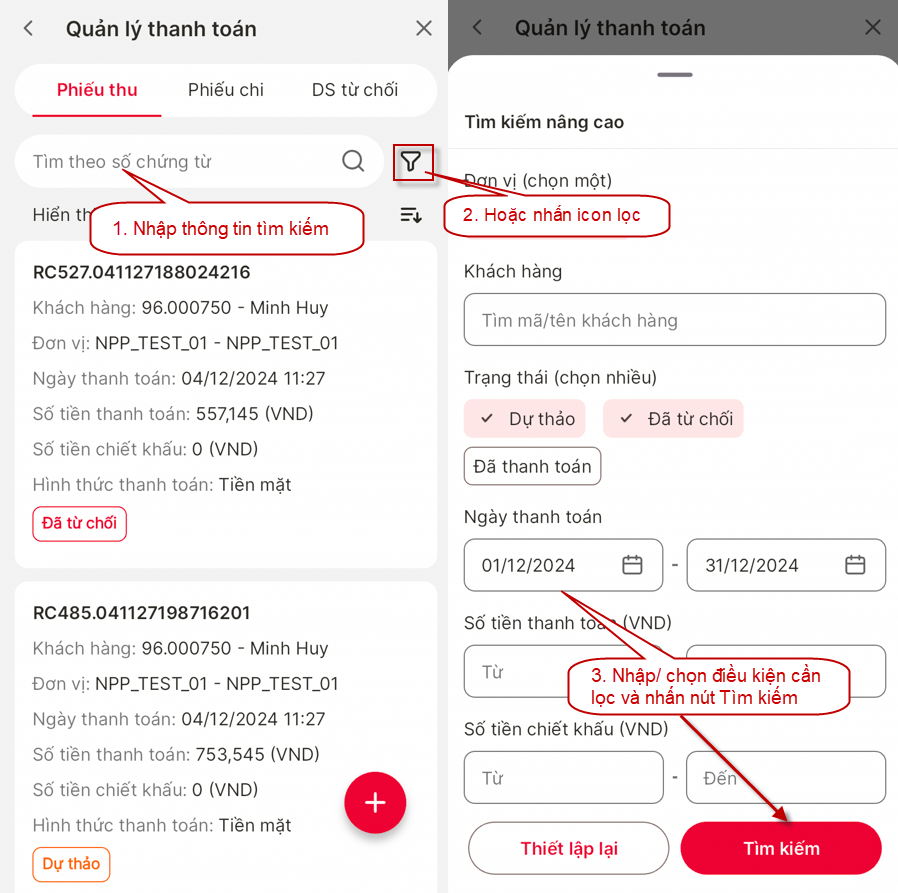 Quản lý thanh toán
Phiếu thu
Phiếu chi
DS từ chối
Tìm theo số chứng từ
1. Nhập thông tin tìm kiếm
Hiển th
RC527.041127188024216
Khách hàng: 96.000750 - Minh Huy
Đơn vị: NPP_TEST_01 - NPP_TEST_01
Ngày thanh toán: 04/12/2024 11:27
Số tiền thanh toán: 557,145 (VND)
Số tiền chiết khấu: 0 (VND)
Hình thức thanh toán: Tiền mặt
Đã từ chối
RC485.041127198716201
Khách hàng: 96.000750 - Minh Huy
Đơn vị: NPP_TEST_01 - NPP_TEST_01
Ngày thanh toán: 04/12/2024 11:27
Số tiền thanh toán: 753,545 (VND)
Số tiền chiết khấu: 0 (VND)
Hình thức thanh toán: Tiền mặt
Dự thảo
Quản lý thanh toán
Tìm kiếm nâng cao
Đơn vị (chọn một)
2. Hoặc nhấn icon lọc
Khách hàng
Tìm mã/tên khách hàng
Trạng thái (chọn nhiều)
Dự thảo
Đã từ chối
Đã thanh toán
Ngày thanh toán
01/12/2024
-
31/12/2024
Số tiền thanh toán (VND)
Từ
3. Nhập/ chọn điều kiện cần
lọc và nhấn nút Tìm kiếm
Số tiền chiết khấu (VND)
Từ
-
Đến
Thiết lập lại
Tìm kiếm